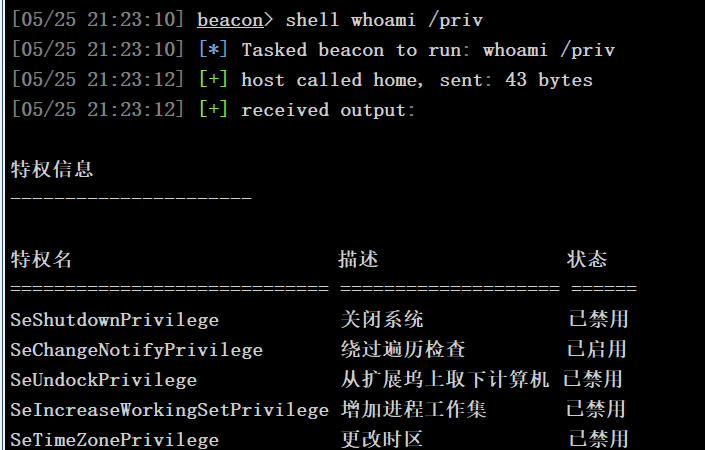 [05/25 21:23:10] beacon> shell whoami /priv
[05/25 21:23:10] [*] Tasked beacon to run: whoami /priv
[05/25 21:23:12] [+] host called home, sent: 43 bytes
[05/25 21:23:12] [+] received output:
特权信息
----------------------
特权名 描述 状态
============================= ==================== ======
SeShutdownPrivilege 关闭系统 已禁用
SeChangeNotifyPrivilege 绕过遍历检查 已启用
SeUndockPrivilege 从扩展坞上取下计算机 已禁用
SeIncreaseWorkingSetPrivilege 增加进程工作集 已禁用
SeTimeZonePrivilege 更改时区 已禁用